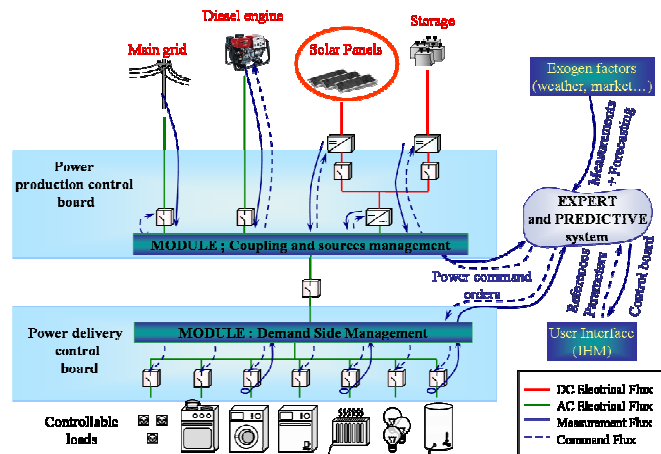 Diesel engine
Storage
Main grid
Solar Panels
Exogen factors
(weather, market...)
Measurements
+ Forecasting
Power
production control
board
EXPERT
and PREDICTIVE
system
MODULE ; Coupling and sources management
Power command
orders
References
Parameters
Control board
Power delivery
control
board
MODULE : Demand Side Management
User Interface
(IHM)
Controllable
loads
DC Electrical Flux
AC Electrical Flux
Measurement Flux
Command Flux